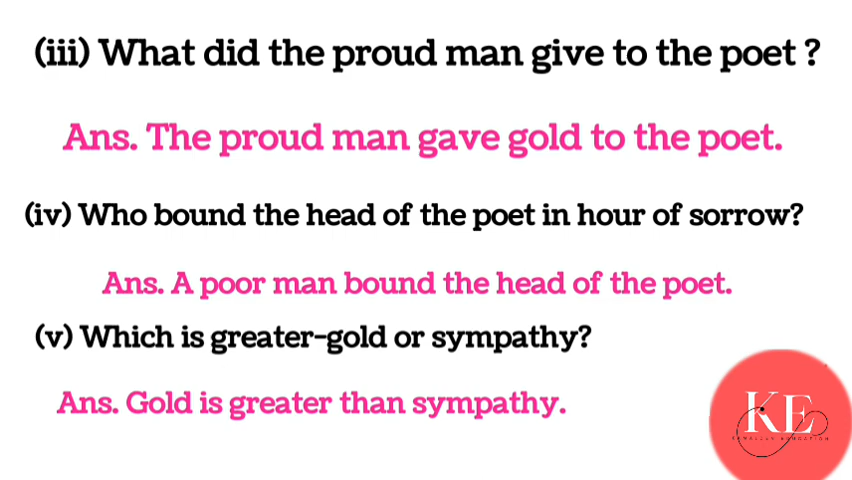 (iii) What did the proud man give to the poet ?
Ans. The proud man gave gold to the poet.
(iv) Who bound the head of the poet in hour of sorrow?
Ans. A poor man bound the head of the poet.
(v) Which is greater-gold or sympathy?
Ans. Gold is greater than sympathy.
KE